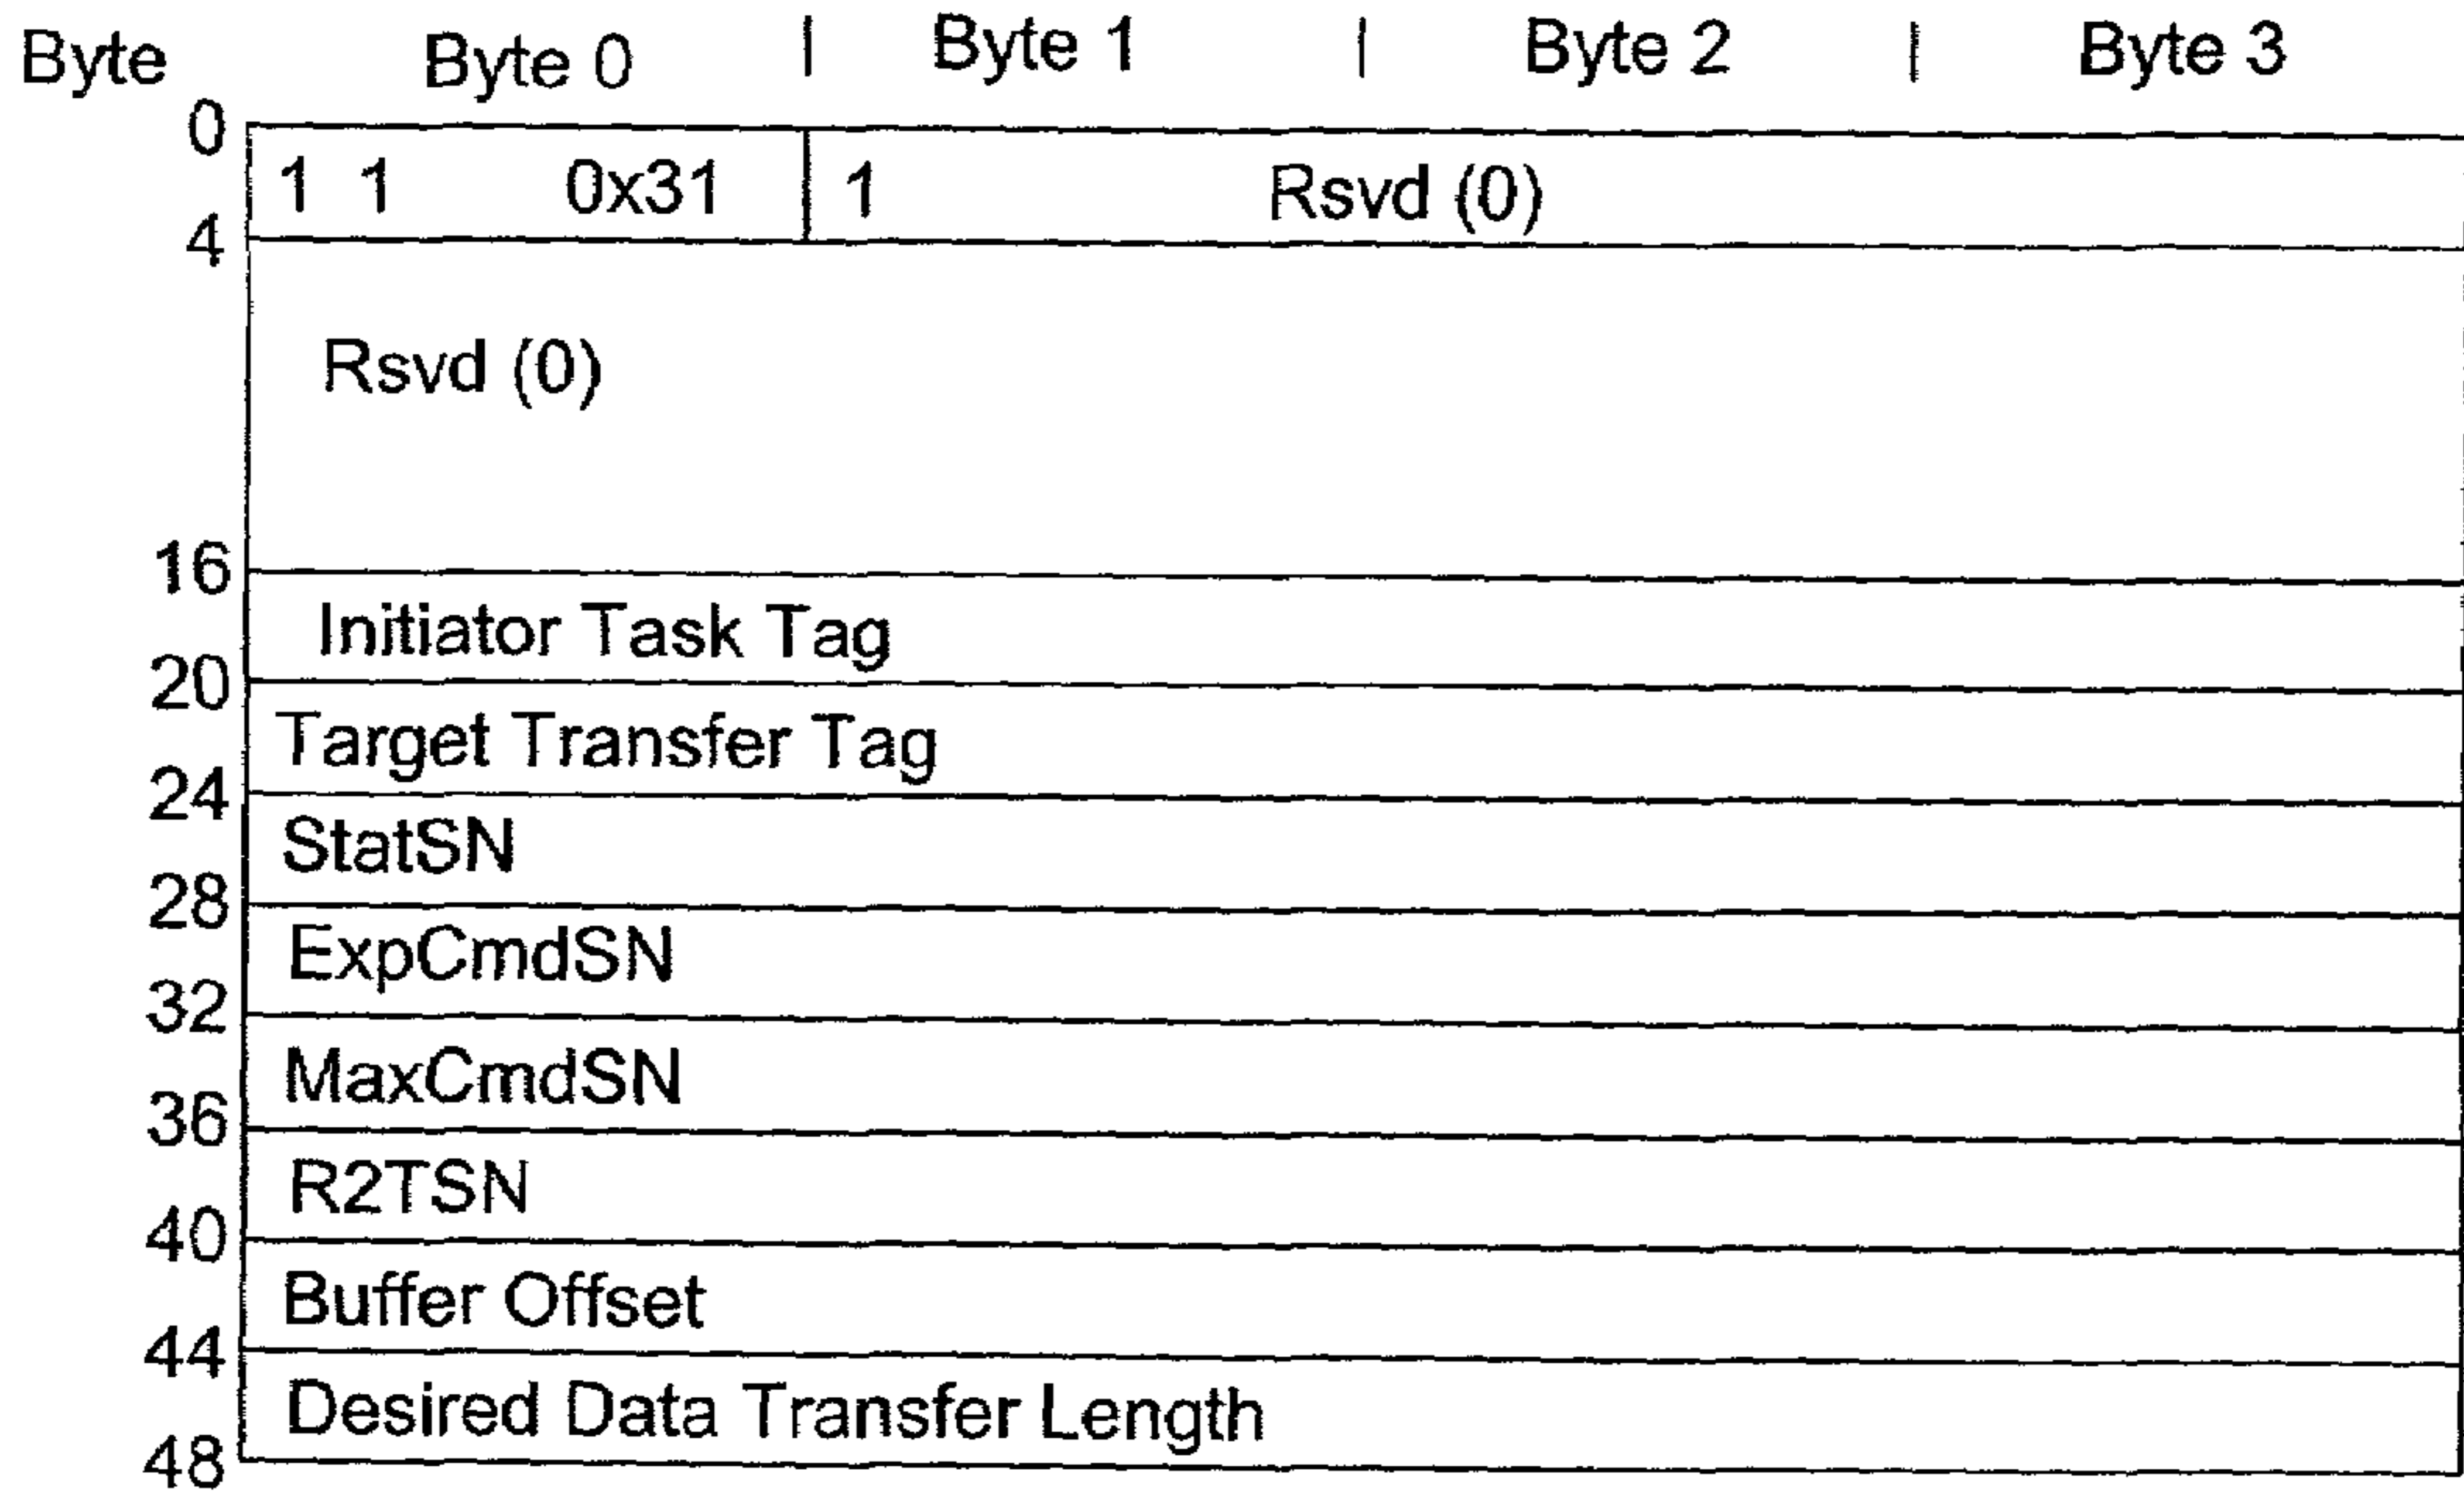 Byte Byte 0 | Byte 1 | Byte 2 | Byte 3
0
1 1 0x31 1 Rsvd (0)
4
Rsvd (0)
16
Initiator Task Tag
20
Target Transfer Tag
24
StatSN
28
ExpCmdSN
32
MaxCmdSN
36
R2TSN
40
Buffer Offset
44
Desired Data Transfer Length
48